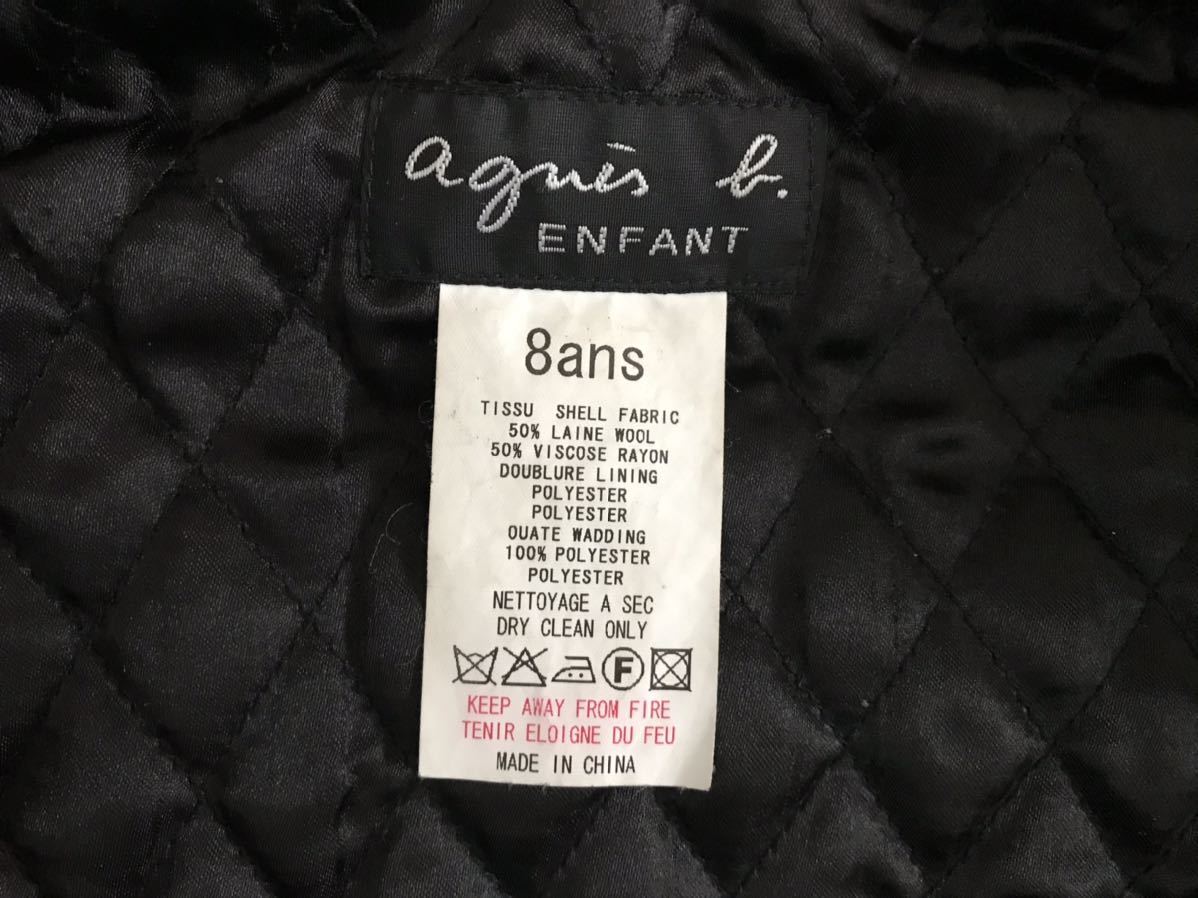 agnès b.
ENFANT
8ans
TISSU SHELL FABRIC
50% LAINE WOOL
50% VISCOSE RAYON
DOUBLURE LINING
POLYESTER
POLYESTER
OUATE WADDING
100% POLYESTER
POLYESTER
NETTOYAGE A SEC
DRY CLEAN ONLY
F
KEEP AWAY FROM FIRE
TENIR ELOIGNE DU FEU
MADE IN CHINA